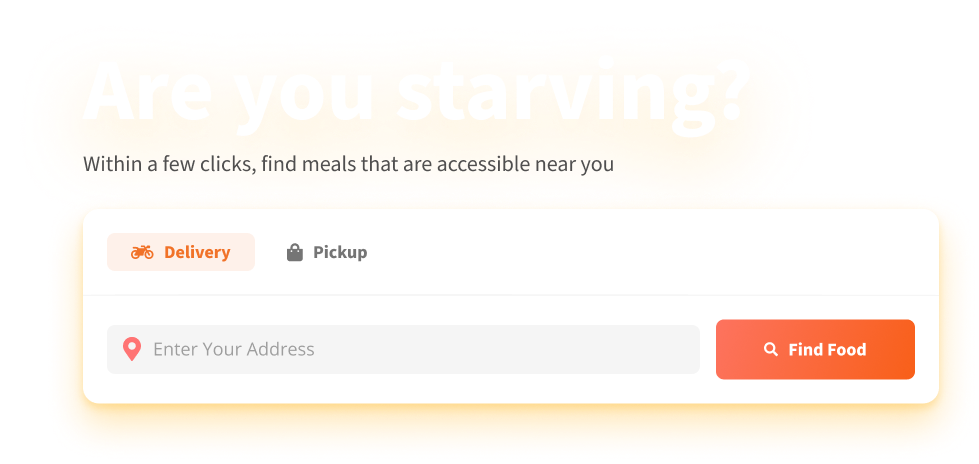 Are you starving?
Within a few clicks, find meals that are accessible near you
Delivery
Pickup
Enter Your Address
Find Food